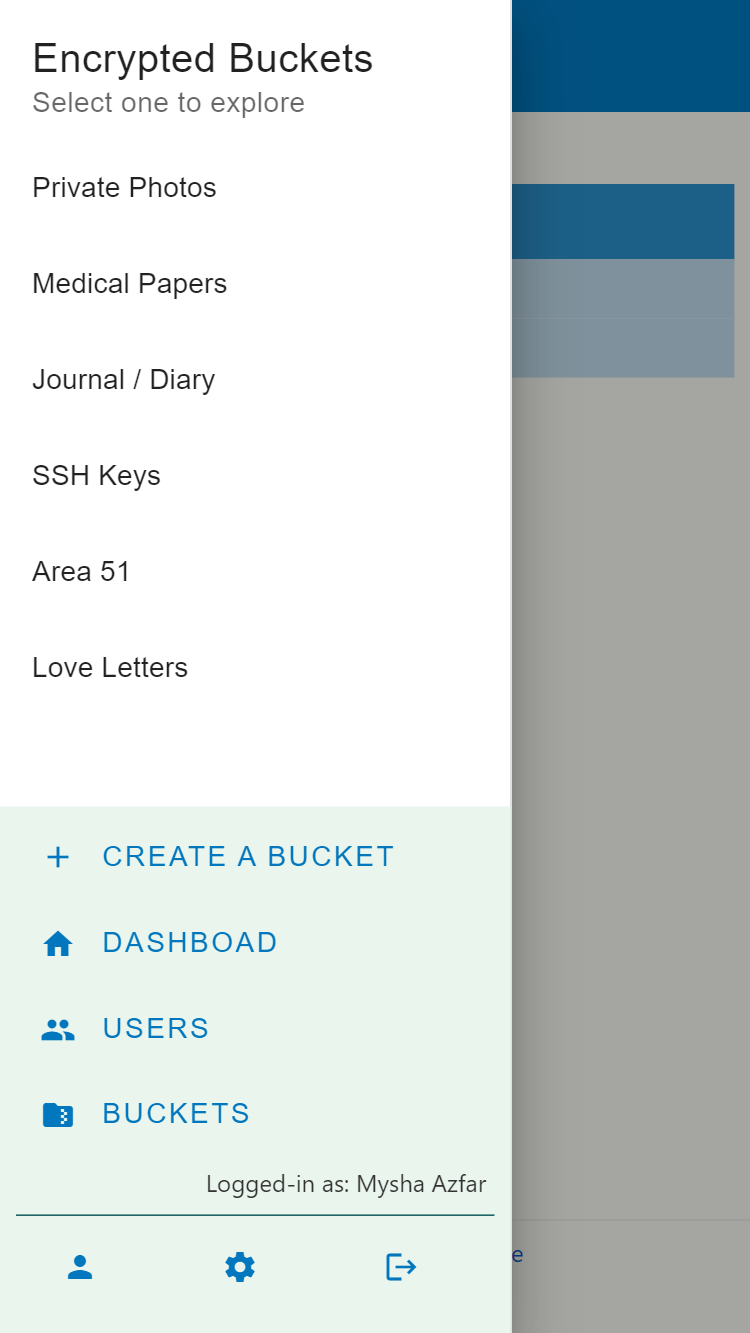 Encrypted Buckets
Select one to explore
Private Photos
Medical Papers
Journal / Diary
SSH Keys
Area 51
Love Letters
CREATE A BUCKET
DASHBOAD
USERS
BUCKETS
Logged-in as: Mysha Azfar
e